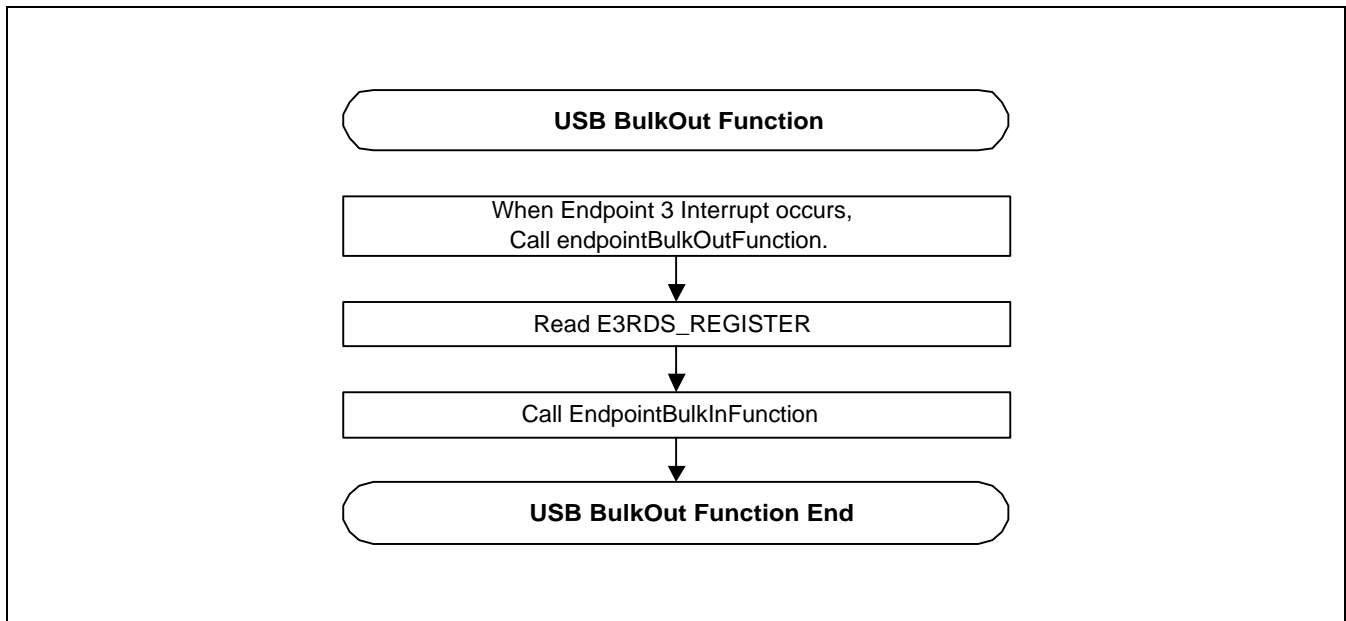 USB BulkOut Function
When Endpoint 3 Interrupt occurs,
Call endpointBulkOutFunction.
Read E3RDS_REGISTER
Call EndpointBulkInFunction
USB BulkOut Function End